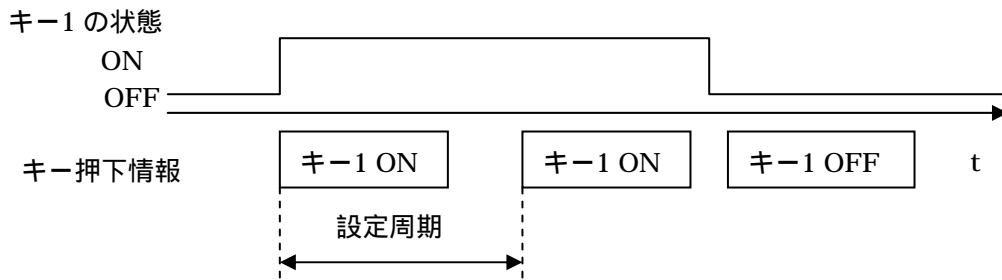 キー1 の状態
ON
OFF
キー押下情報
キー1 ON
キー1 ON
キー1 OFF
t
設定周期